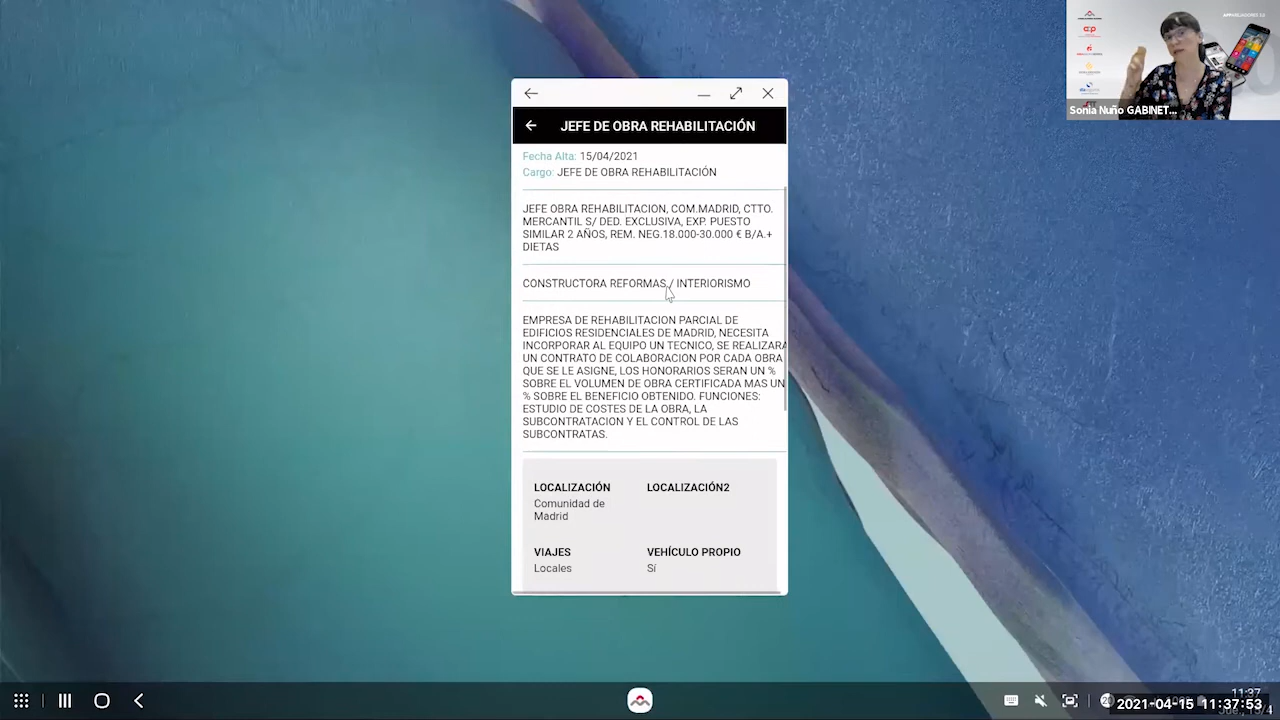 APP+VELJADORES 2.0
Sonia Nuño GABINET...
JEFE DE OBRA REHABILITACIÓN
Fecha Alta: 15/04/2021
Cargo: JEFE DE OBRA REHABILITACIÓN
JEFE OBRA REHABILITACION, COM.MADRID, CTTO.
MERCANTIL S/ DED. EXCLUSIVA, EXP. PUESTO
SIMILAR 2 AÑOS, REM. NEG.18.000-30.000 € B/A.+
DIETAS
CONSTRUCTORA REFORMAS / INTERIORISMO
EMPRESA DE REHABILITACION PARCIAL DE
EDIFICIOS RESIDENCIALES DE MADRID, NECESITA
INCORPORAR AL EQUIPO UN TECNICO, SE REALIZARA
UN CONTRATO DE COLABORACION POR CADA OBRA
QUE SE LE ASIGNE, LOS HONORARIOS SERAN UN %
SOBRE EL VOLUMEN DE OBRA CERTIFICADA MAS UN
% SOBRE EL BENEFICIO OBTENIDO. FUNCIONES:
ESTUDIO DE COSTES DE LA OBRA, LA
SUBCONTRATACION Y EL CONTROL DE LAS
SUBCONTRATAS.
LOCALIZACIÓN LOCALIZACIÓN2
Comunidad de
Madrid
VIAJES VEHÍCULO PROPIO
Locales Sí
11:37
2021-04-15 11:37:53